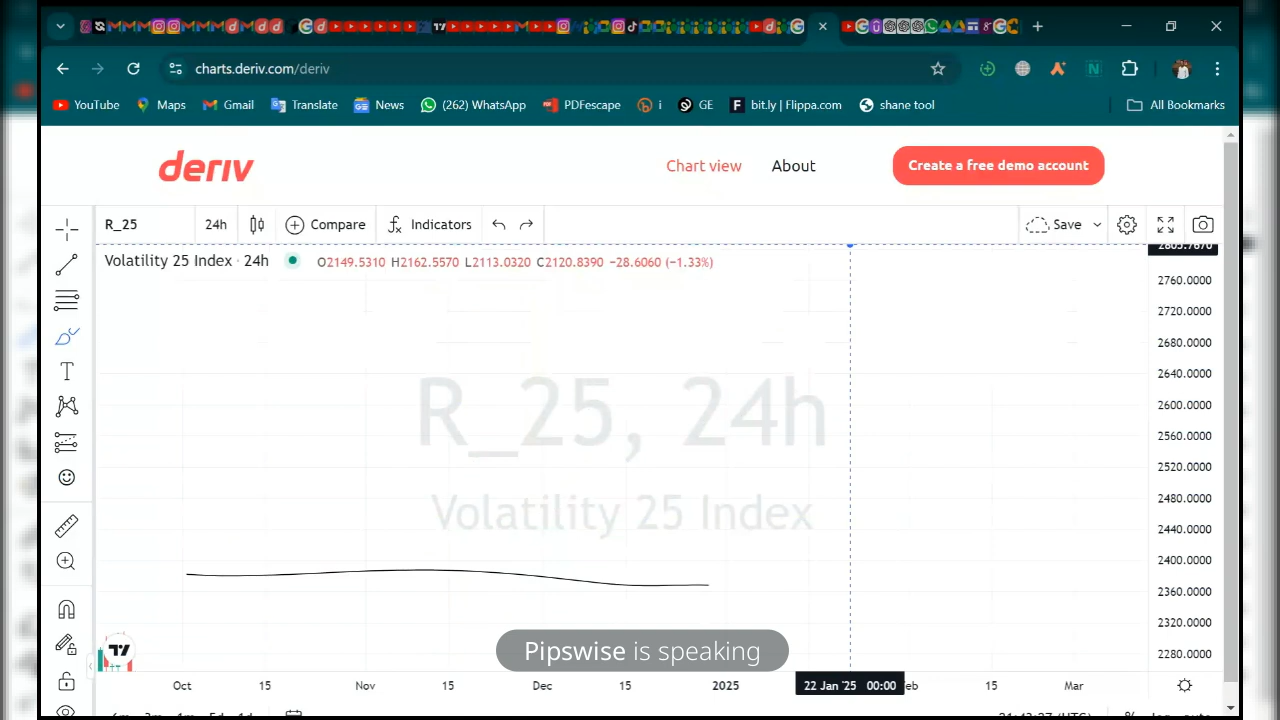 charts.deriv.com/deriv
YouTube Maps Gmail Translate News (262) WhatsApp PDFescape i GE bit.ly | Flippa.com shane tool All Bookmarks
deriv Chart view About Create a free demo account
R_25 24h Compare Indicators Save
Volatility 25 Index · 24h O2149.5310 H2162.5570 L2113.0320 C2120.8390 −28.6060 (−1.33%)
2805.7670
2760.0000
2720.0000
2680.0000
2640.0000
2600.0000
2560.0000
2520.0000
2480.0000
2440.0000
2400.0000
2360.0000
2320.0000
2280.0000
R_25, 24h
Volatility 25 Index
Pipswise is speaking
Oct 15 Nov 15 Dec 15 2025 22 Jan '25 00:00 Feb 15 Mar